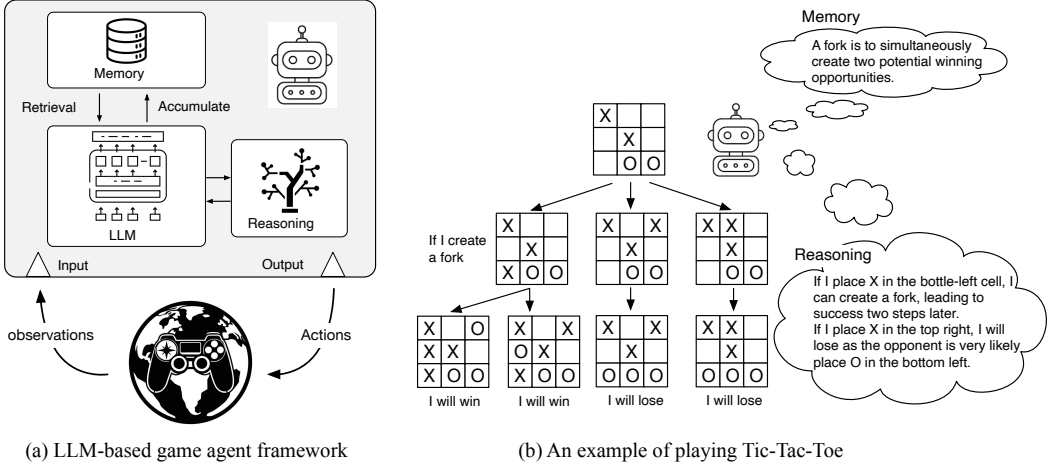 Memory
Retrieval
Accumulate
LLM
Reasoning
Input
Output
observations
Actions
(a) LLM-based game agent framework
Memory
A fork is to simultaneously
create two potential winning
opportunities.
X
X
O O
If I create
a fork
X
X
X O O
X X
X
O O
X X
X
O O
X O
X X
X O O
X X
O X
X O O
X X
X
O O O
X X
X
O O O
I will win
I will win
I will lose
I will lose
Reasoning
If I place X in the bottle-left cell, I
can create a fork, leading to
success two steps later.
If I place X in the top right, I will
lose as the opponent is very likely
place O in the bottom left.
(b) An example of playing Tic-Tac-Toe